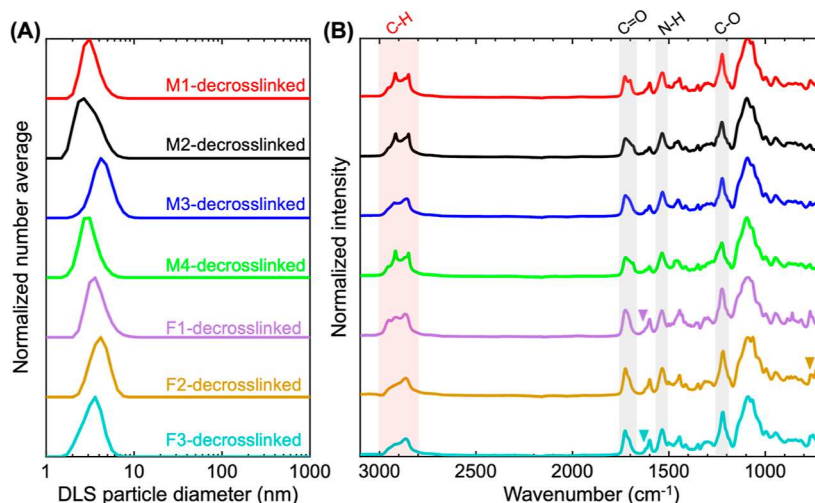 (A)
Normalized number average
M1-decrosslinked
M2-decrosslinked
M3-decrosslinked
M4-decrosslinked
F1-decrosslinked
F2-decrosslinked
F3-decrosslinked
1 10 100 1000
DLS particle diameter (nm)
(B)
C-H
C=O
N-H
C-O
Normalized intensity
3000 2500 2000 1500 1000
Wavenumber (cm⁻¹)